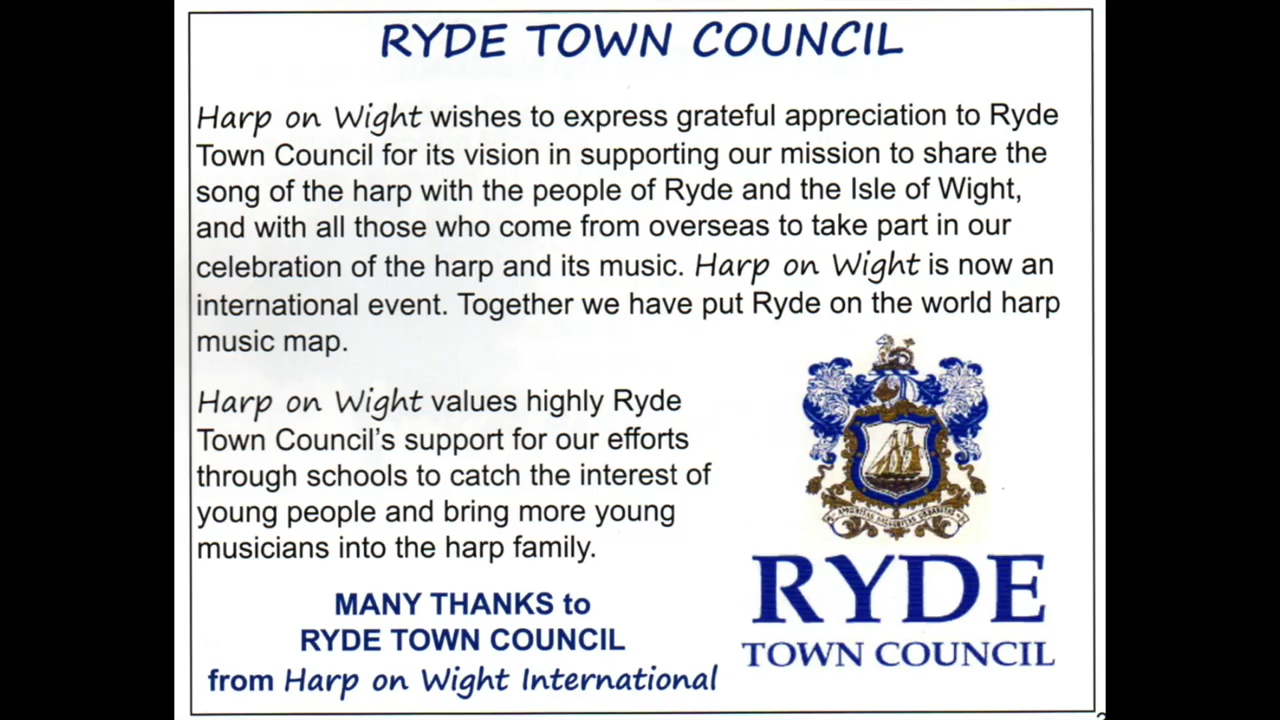 RYDE TOWN COUNCIL
Harp on Wight wishes to express grateful appreciation to Ryde
Town Council for its vision in supporting our mission to share the
song of the harp with the people of Ryde and the Isle of Wight,
and with all those who come from overseas to take part in our
celebration of the harp and its music. Harp on Wight is now an
international event. Together we have put Ryde on the world harp
music map.
Harp on Wight values highly Ryde
Town Council's support for our efforts
through schools to catch the interest of
young people and bring more young
musicians into the harp family.
MANY THANKS to
RYDE TOWN COUNCIL
from Harp on Wight International
RYDE
TOWN COUNCIL